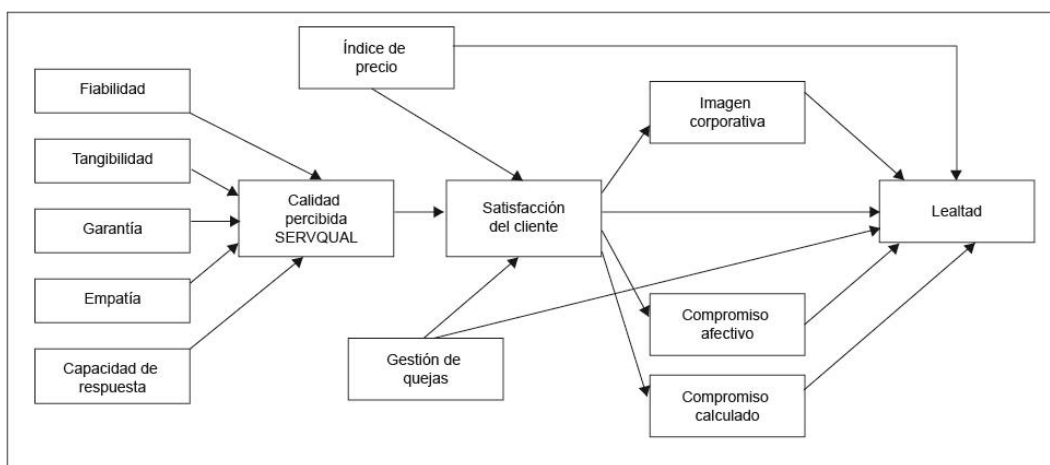 Índice de
precio
Fiabilidad
Tangibilidad
Garantía
Empatía
Capacidad de
respuesta
Calidad
percibida
SERVQUAL
Satisfacción
del cliente
Gestión de
quejas
Imagen
corporativa
Compromiso
afectivo
Compromiso
calculado
Lealtad